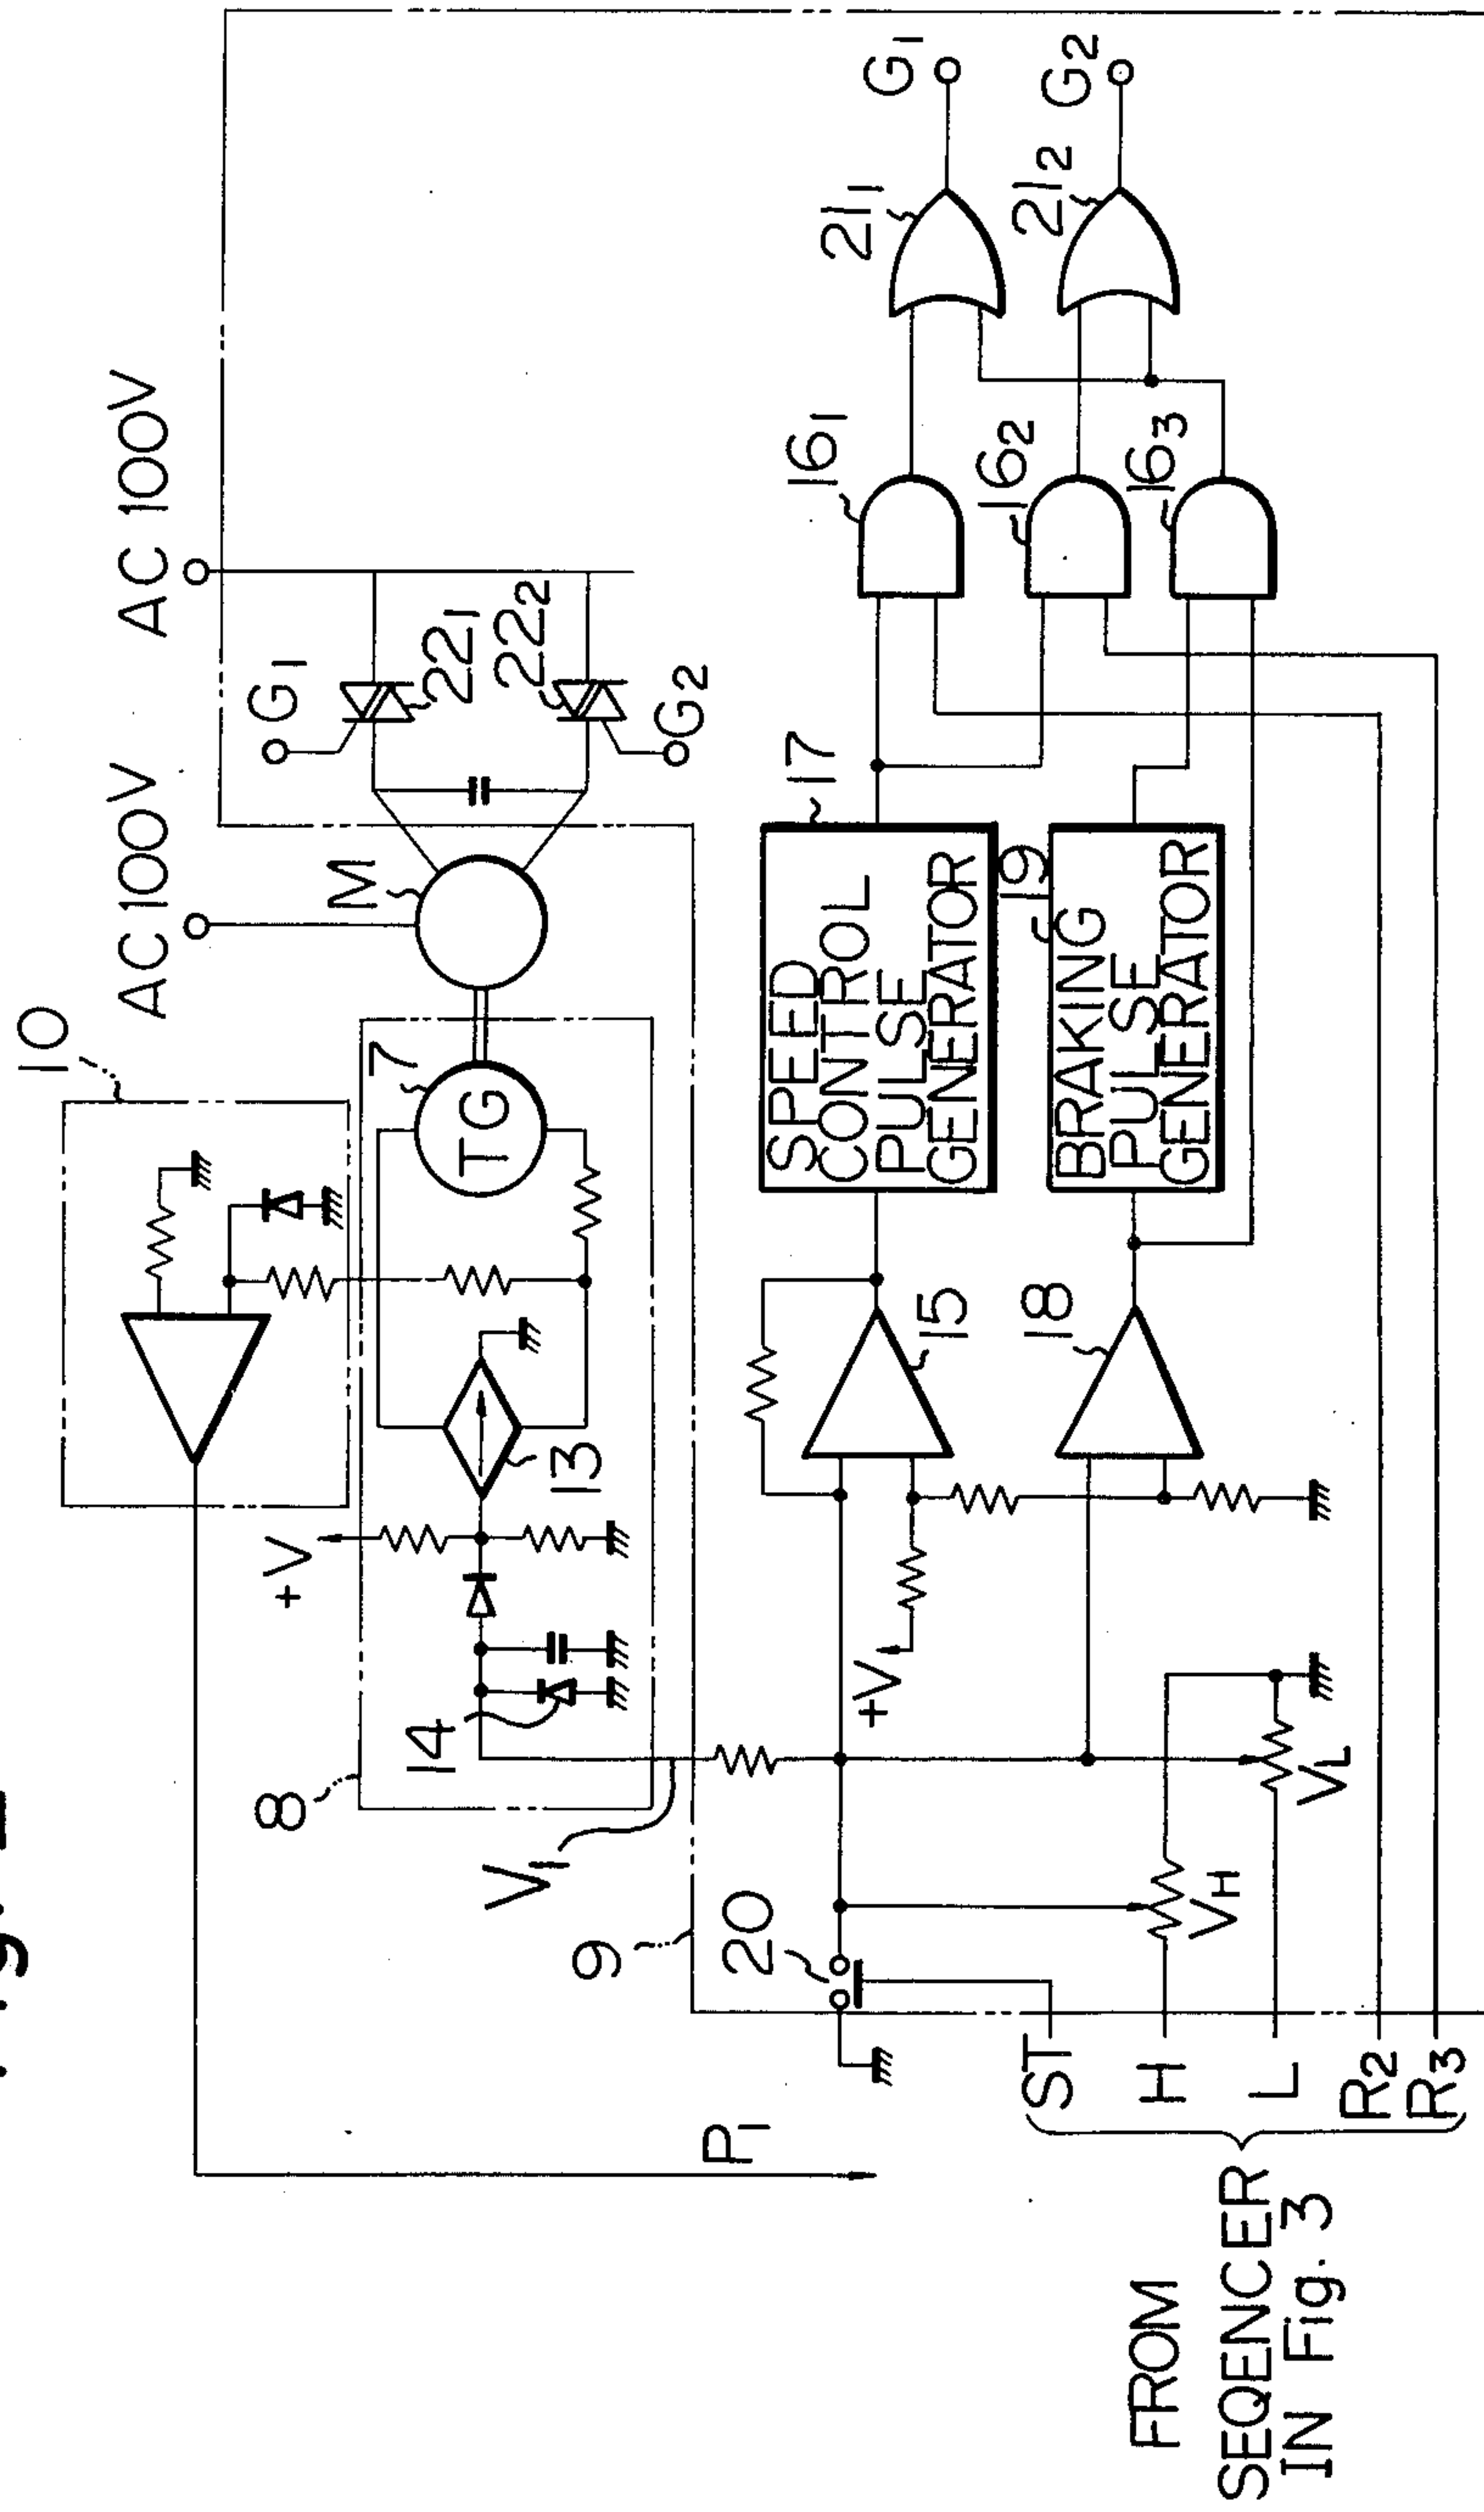 10
AC 100V
AC 100V
+V
7
TG
M
G1
G1
22₁
22₂
G2
8
14
13
V1
9
20
P1
+V
15
17
SPEED
CONTROL
PULSE
GENERATOR
16₁
21₁
18
19
BRAKING
PULSE
GENERATOR
16₂
16₃
21₂
G2
VH
VL
ST
H
L
R2
R3
FROM
SEQENCER
IN Fig. 3